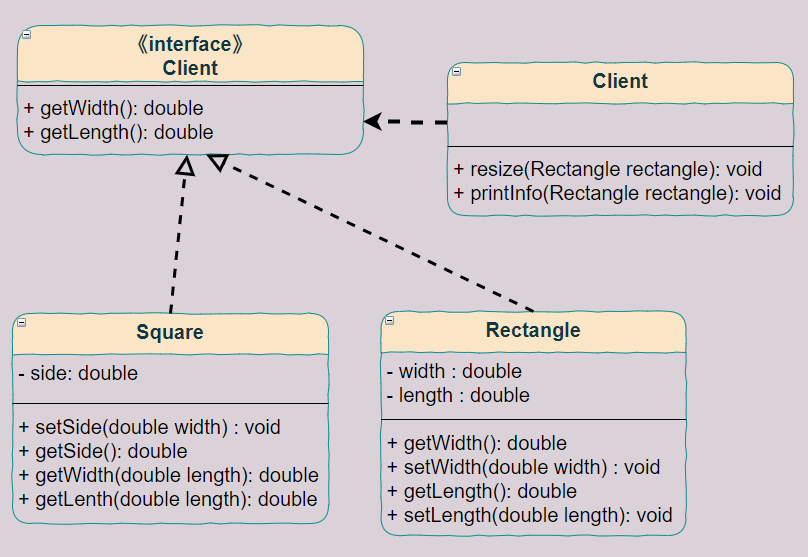 《interface》
Client
+ getWidth(): double
+ getLength(): double
Client
+ resize(Rectangle rectangle): void
+ printInfo(Rectangle rectangle): void
Square
- side: double
+ setSide(double width) : void
+ getSide(): double
+ getWidth(double length): double
+ getLenth(double length): double
Rectangle
- width : double
- length : double
+ getWidth(): double
+ setWidth(double width) : void
+ getLength(): double
+ setLength(double length): void